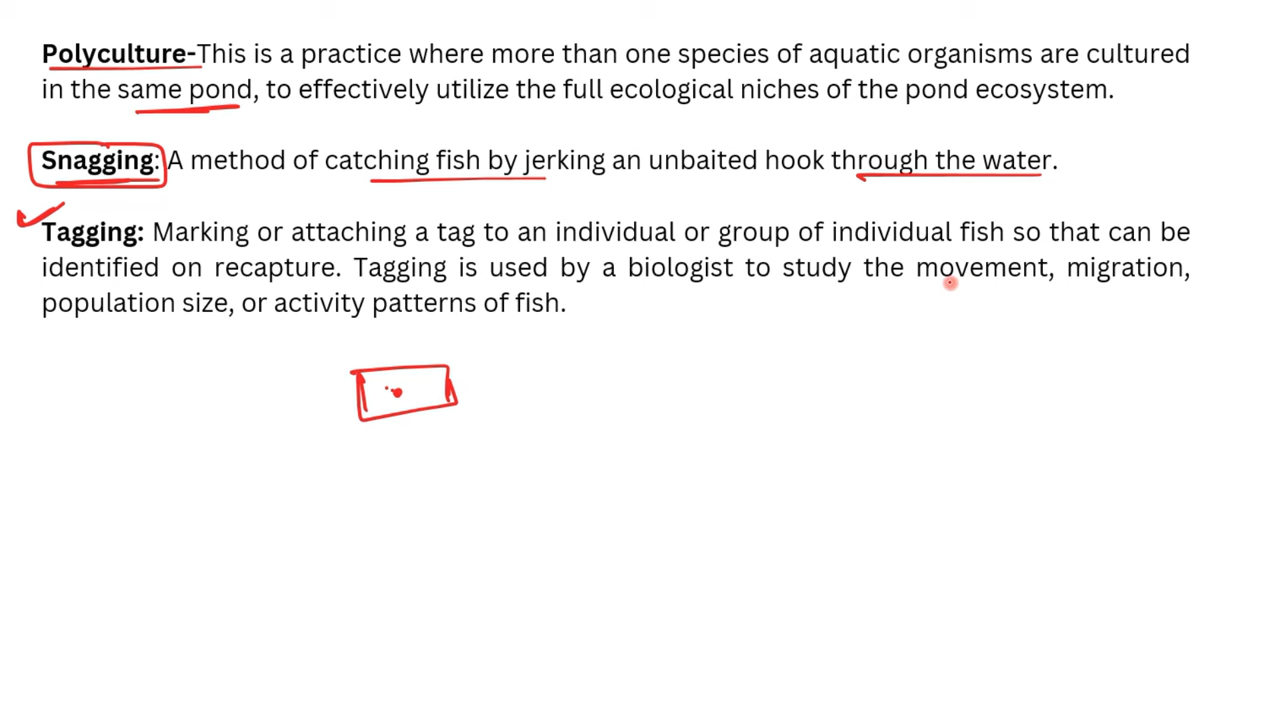 Polyculture-This is a practice where more than one species of aquatic organisms are cultured
in the same pond, to effectively utilize the full ecological niches of the pond ecosystem.
Snagging: A method of catching fish by jerking an unbaited hook through the water.
Tagging: Marking or attaching a tag to an individual or group of individual fish so that can be
identified on recapture. Tagging is used by a biologist to study the movement, migration,
population size, or activity patterns of fish.